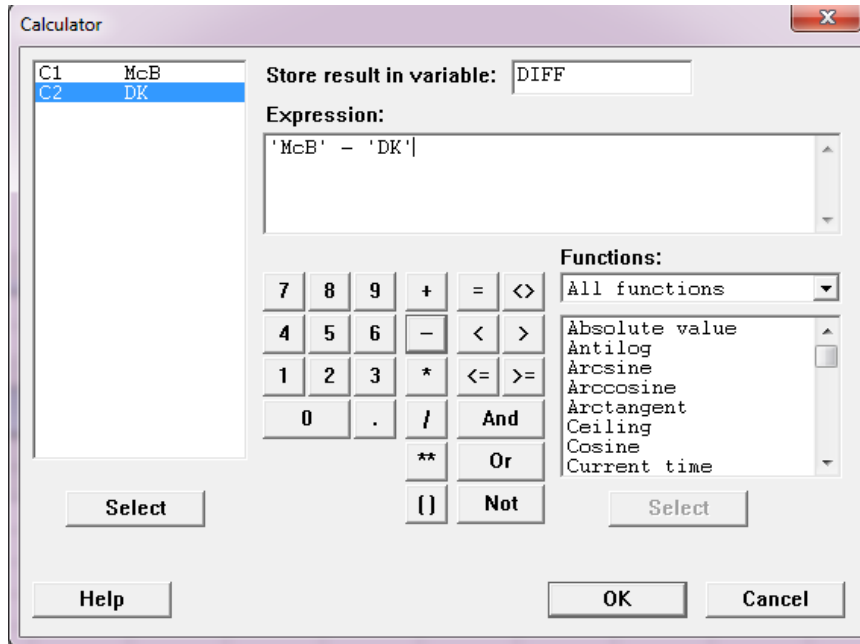 Calculator
x
C1 McB
C2 DK
Store result in variable: DIFF
Expression:
'McB' - 'DK'
Functions:
All functions
7 8 9 + = <>
4 5 6 - < >
1 2 3 * <= >=
0 . / And
** Or
() Not
Absolute value
Antilog
Arcsine
Arccosine
Arctangent
Ceiling
Cosine
Current time
Select
Select
Help
OK
Cancel